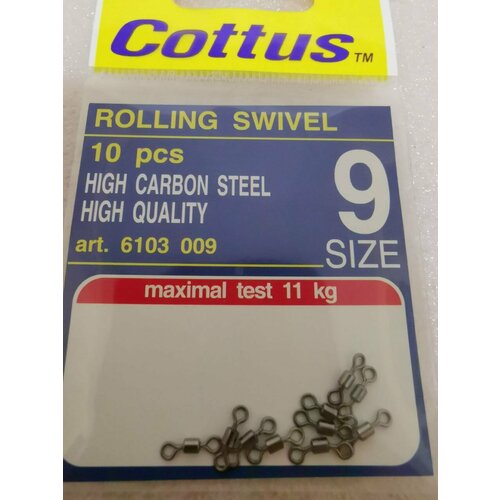 Cottus™
ROLLING SWIVEL
10 pcs
HIGH CARBON STEEL
HIGH QUALITY
art. 6103 009
9
SIZE
maximal test 11 kg